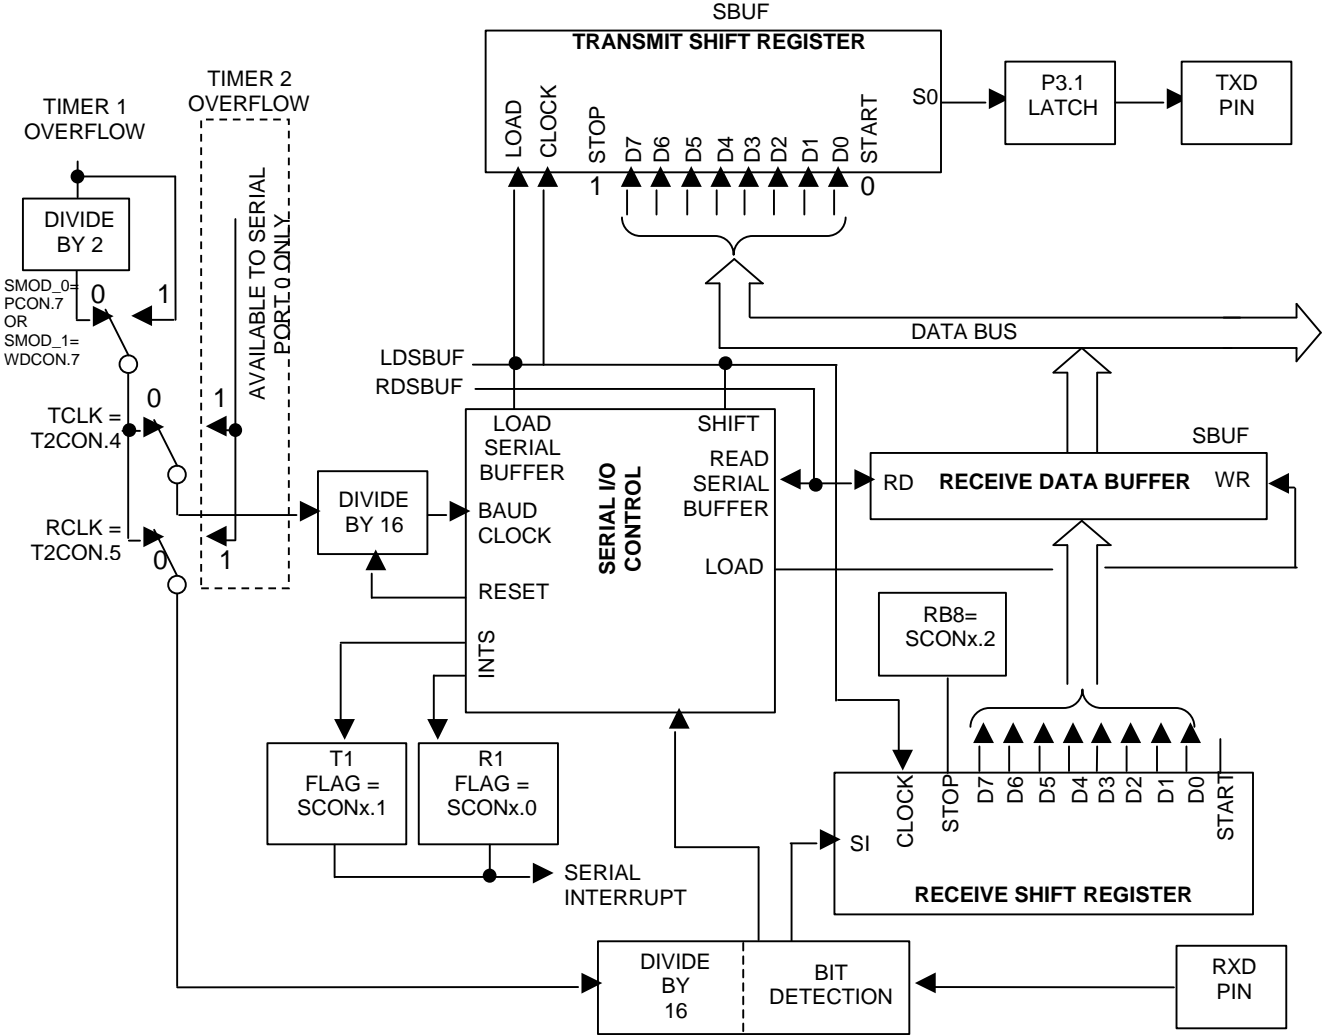 SBUF
TRANSMIT SHIFT REGISTER
LOAD
CLOCK
STOP
D7
D6
D5
D4
D3
D2
D1
D0
START
S0
1
0
P3.1
LATCH
TXD
PIN
TIMER 1
OVERFLOW
TIMER 2
OVERFLOW
AVAILABLE TO SERIAL
PORT 0 ONLY
DIVIDE
BY 2
SMOD_0=
PCON.7
OR
SMOD_1=
WDCON.7
0
1
DATA BUS
LDSBUF
RDSBUF
TCLK =
T2CON.4
0
1
RCLK =
T2CON.5
0
1
DIVIDE
BY 16
LOAD
SERIAL
BUFFER
SHIFT
READ
SERIAL
BUFFER
BAUD
CLOCK
SERIAL I/O
CONTROL
LOAD
RESET
INTS
SBUF
RD
RECEIVE DATA BUFFER
WR
RB8=
SCONx.2
T1
FLAG =
SCONx.1
R1
FLAG =
SCONx.0
SERIAL
INTERRUPT
CLOCK
STOP
D7
D6
D5
D4
D3
D2
D1
D0
START
SI
RECEIVE SHIFT REGISTER
DIVIDE
BY
16
BIT
DETECTION
RXD
PIN